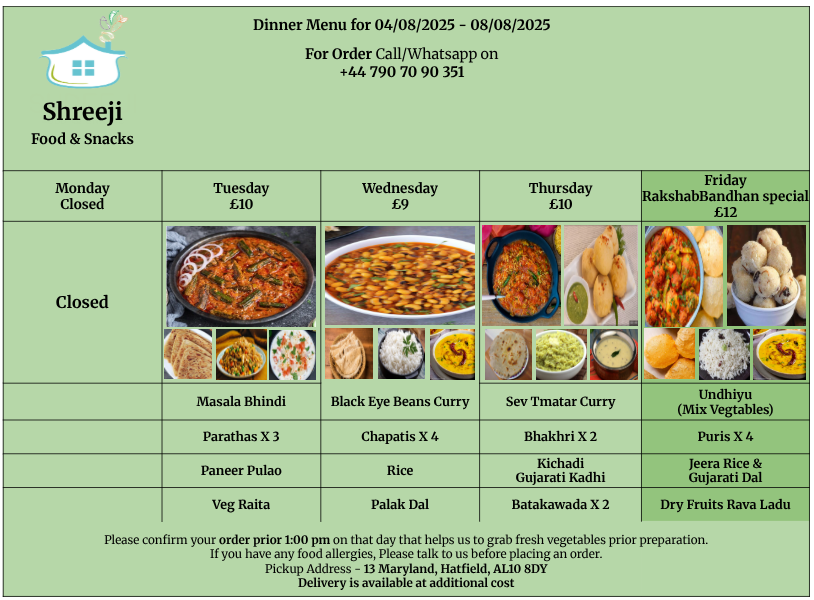 Dinner Menu for 04/08/2025 - 08/08/2025
For Order Call/Whatsapp on
+44 790 70 90 351
Shreeji
Food & Snacks
Monday
Closed
Tuesday
£10
Wednesday
£9
Thursday
£10
Friday
RakshabBandhan special
£12
Closed
Masala Bhindi
Black Eye Beans Curry
Sev Tmatar Curry
Undhiyu
(Mix Vegtables)
Parathas X 3
Chapatis X 4
Bhakhri X 2
Puris X 4
Paneer Pulao
Rice
Kichadi
Gujarati Kadhi
Jeera Rice &
Gujarati Dal
Veg Raita
Palak Dal
Batakawada X 2
Dry Fruits Rava Ladu
Please confirm your order prior 1:00 pm on that day that helps us to grab fresh vegetables prior preparation.
If you have any food allergies, Please talk to us before placing an order.
Pickup Address - 13 Maryland, Hatfield, AL10 8DY
Delivery is available at additional cost